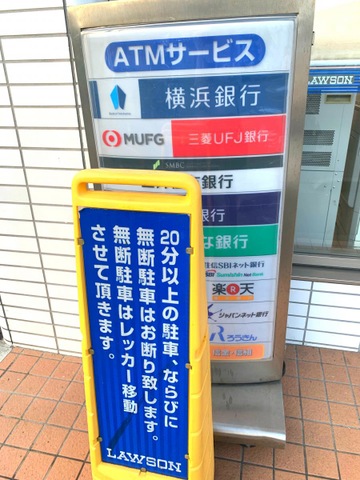 ATMサービス
横浜銀行
MUFG 三菱UFJ銀行
SMBC
銀行
銀行
な銀行
信SBIネット銀行
楽天
ジャパンネット銀行
ろうきん
LAWSON
20分以上の駐車、ならびに
無断駐車はお断り致します。
無断駐車はレッカー移動
させて頂きます。
LAWSON